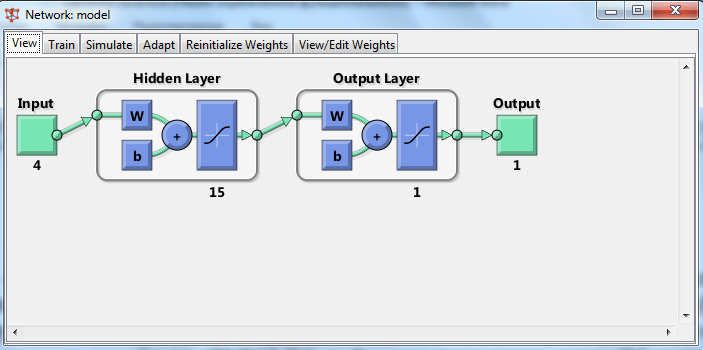 Network: model
View Train Simulate Adapt Reinitialize Weights View/Edit Weights
Hidden Layer Output Layer
Input Output
W W
+ +
b b
4 1
15 1